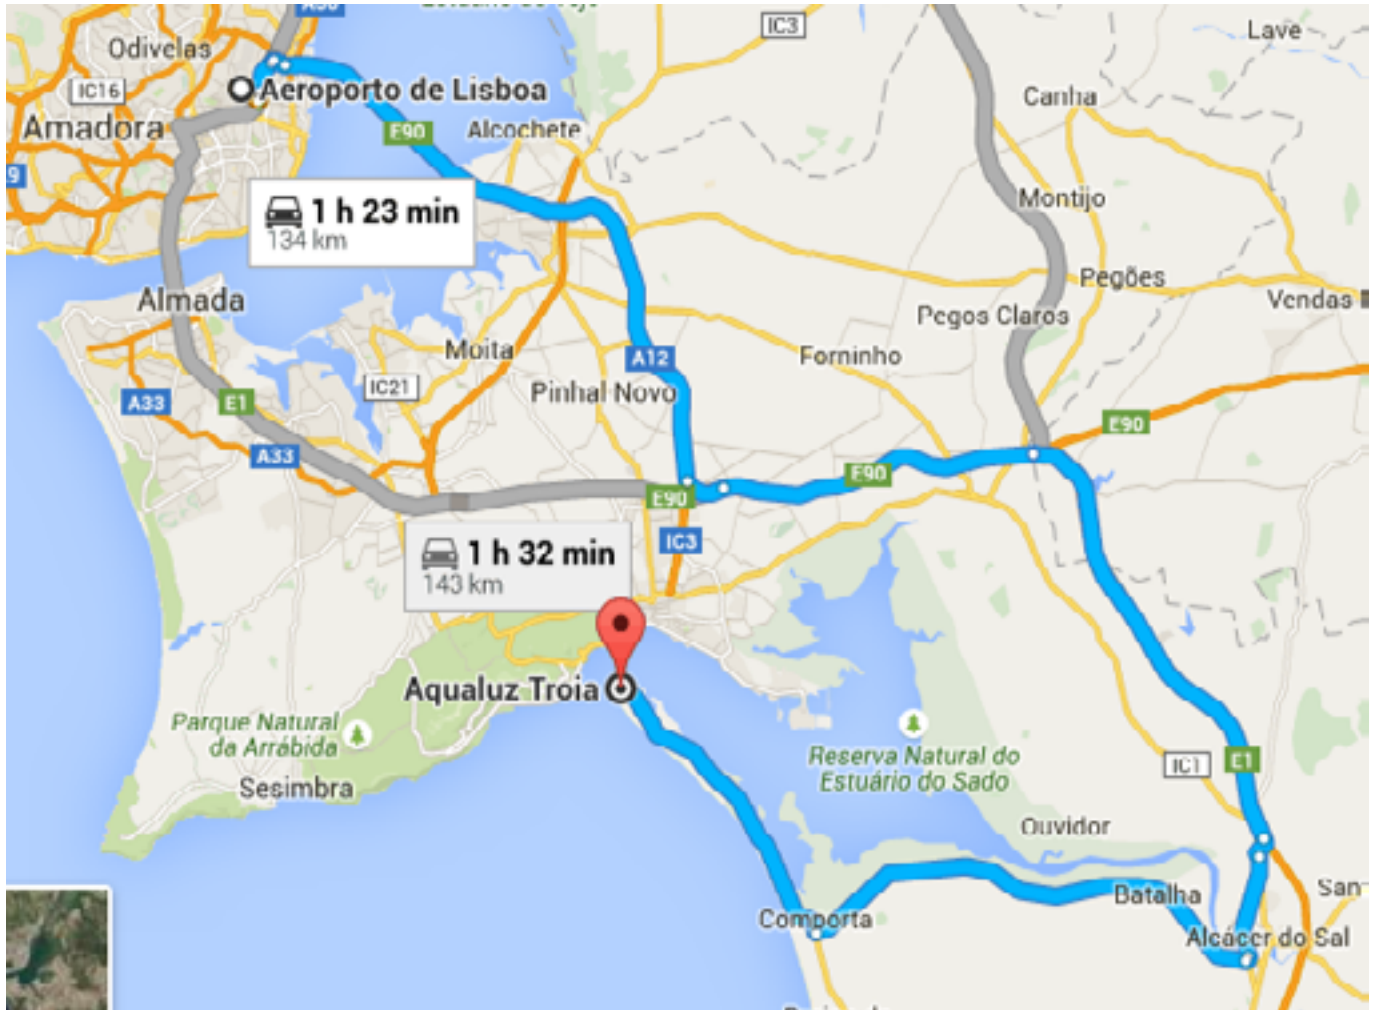 A36
IC3
Lave
Odivelas
IC16
Aeroporto de Lisboa
Canha
Amadora
E90
Alcochete
9
1 h 23 min
134 km
Montijo
Almada
Pegões
Vendas
Pegos Claros
Moita
A12
Forninho
IC21
Pinhal Novo
A33
E1
E90
A33
E90
E90
IC3
1 h 32 min
143 km
Aqualuz Troia
Parque Natural
da Arrábida
Reserva Natural do
Estuário do Sado
IC1
E1
Sesimbra
Ouvidor
Batalha
San
Comporta
Alcácer do Sal